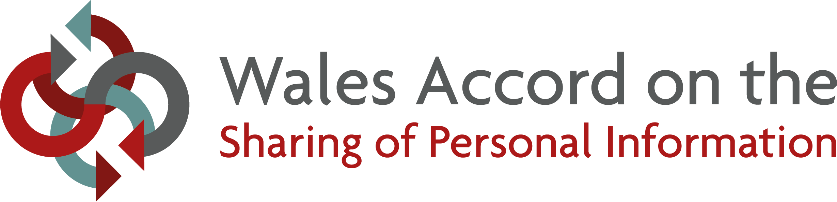 Wales Accord on the
Sharing of Personal Information